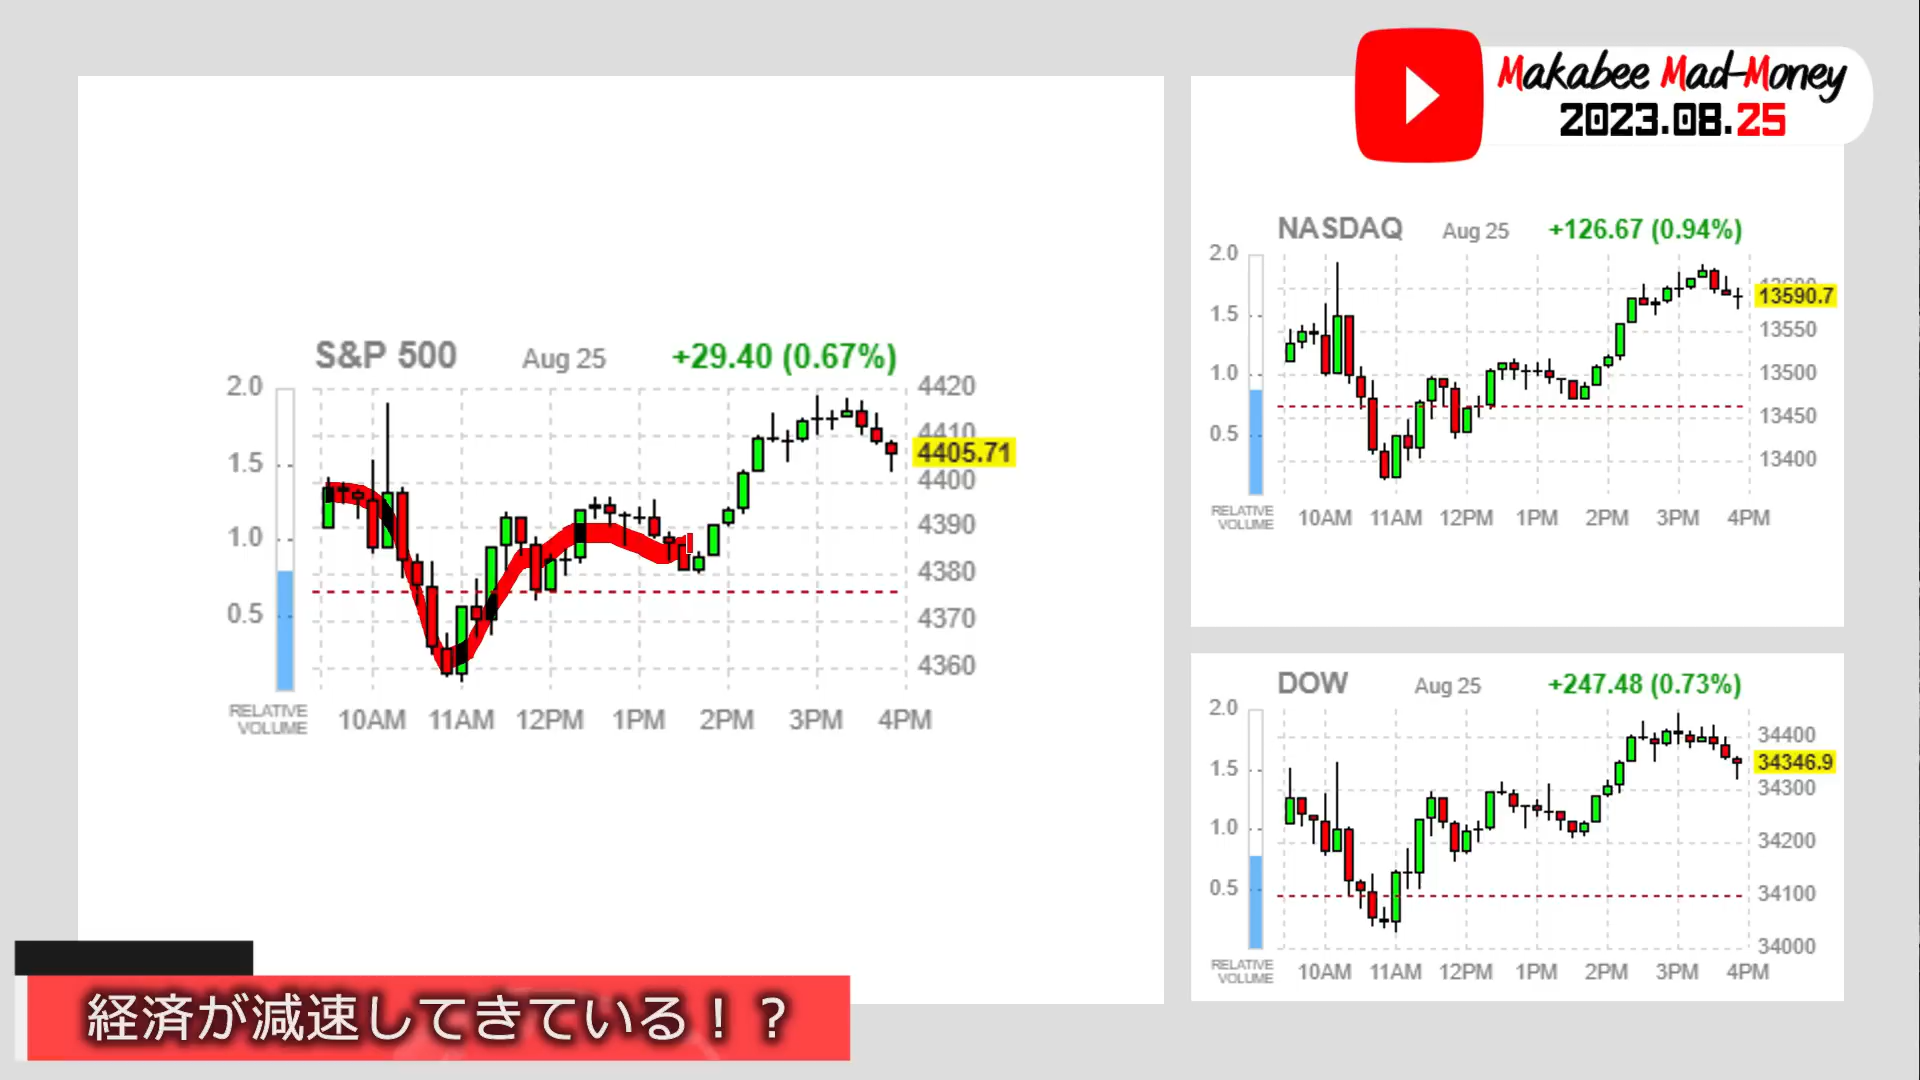 Makabee Mad-Money
2023.08.25
S&P 500 Aug 25 +29.40 (0.67%)
2.0
1.5
1.0
0.5
4420
4410
4405.71
4400
4390
4380
4370
4360
RELATIVE
VOLUME
10AM 11AM 12PM 1PM 2PM 3PM 4PM
NASDAQ Aug 25 +126.67 (0.94%)
2.0
1.5
1.0
0.5
13590.7
13550
13500
13450
13400
RELATIVE
VOLUME
10AM 11AM 12PM 1PM 2PM 3PM 4PM
DOW Aug 25 +247.48 (0.73%)
2.0
1.5
1.0
0.5
34400
34346.9
34300
34200
34100
34000
RELATIVE
VOLUME
10AM 11AM 12PM 1PM 2PM 3PM 4PM
経済が減速してきている！？